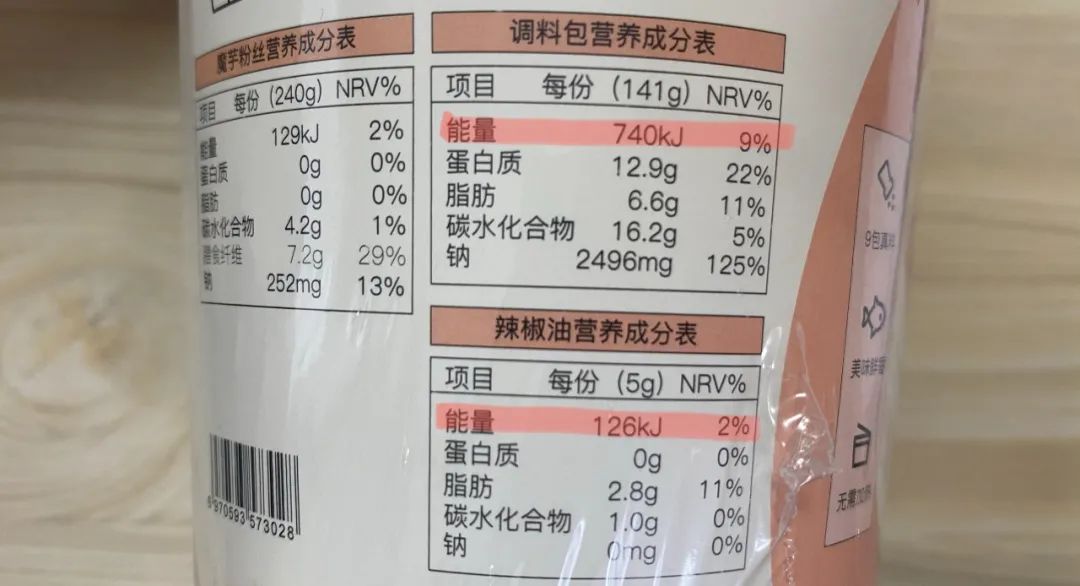 魔芋粉丝营养成分表
项目 每份（240g） NRV%
能量 129kJ 2%
蛋白质 0g 0%
脂肪 0g 0%
碳水化合物 4.2g 1%
膳食纤维 7.2g 29%
钠 252mg 13%
调料包营养成分表
项目 每份（141g） NRV%
能量 740kJ 9%
蛋白质 12.9g 22%
脂肪 6.6g 11%
碳水化合物 16.2g 5%
钠 2496mg 125%
辣椒油营养成分表
项目 每份（5g） NRV%
能量 126kJ 2%
蛋白质 0g 0%
脂肪 2.8g 11%
碳水化合物 1.0g 0%
钠 0mg 0%
6 970593 573028
9包真
美味鲜
无需